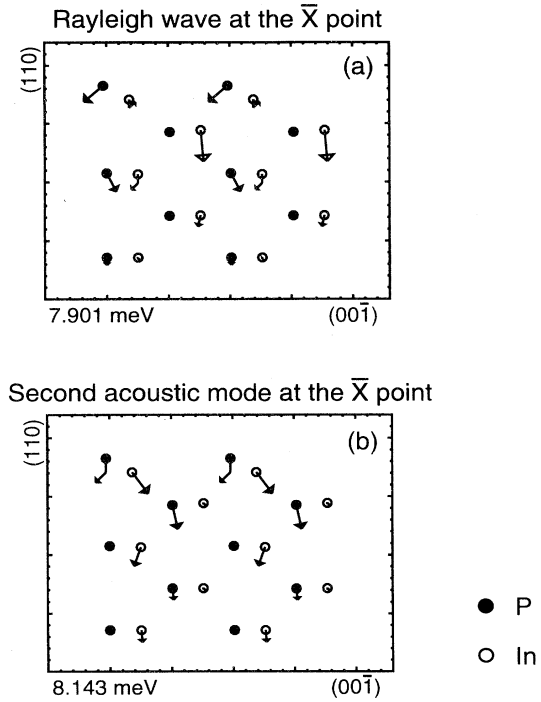 Rayleigh wave at the X̅ point
(110)
(a)
7.901 meV
(001̅)
Second acoustic mode at the X̅ point
(110)
(b)
8.143 meV
(001̅)
P
In